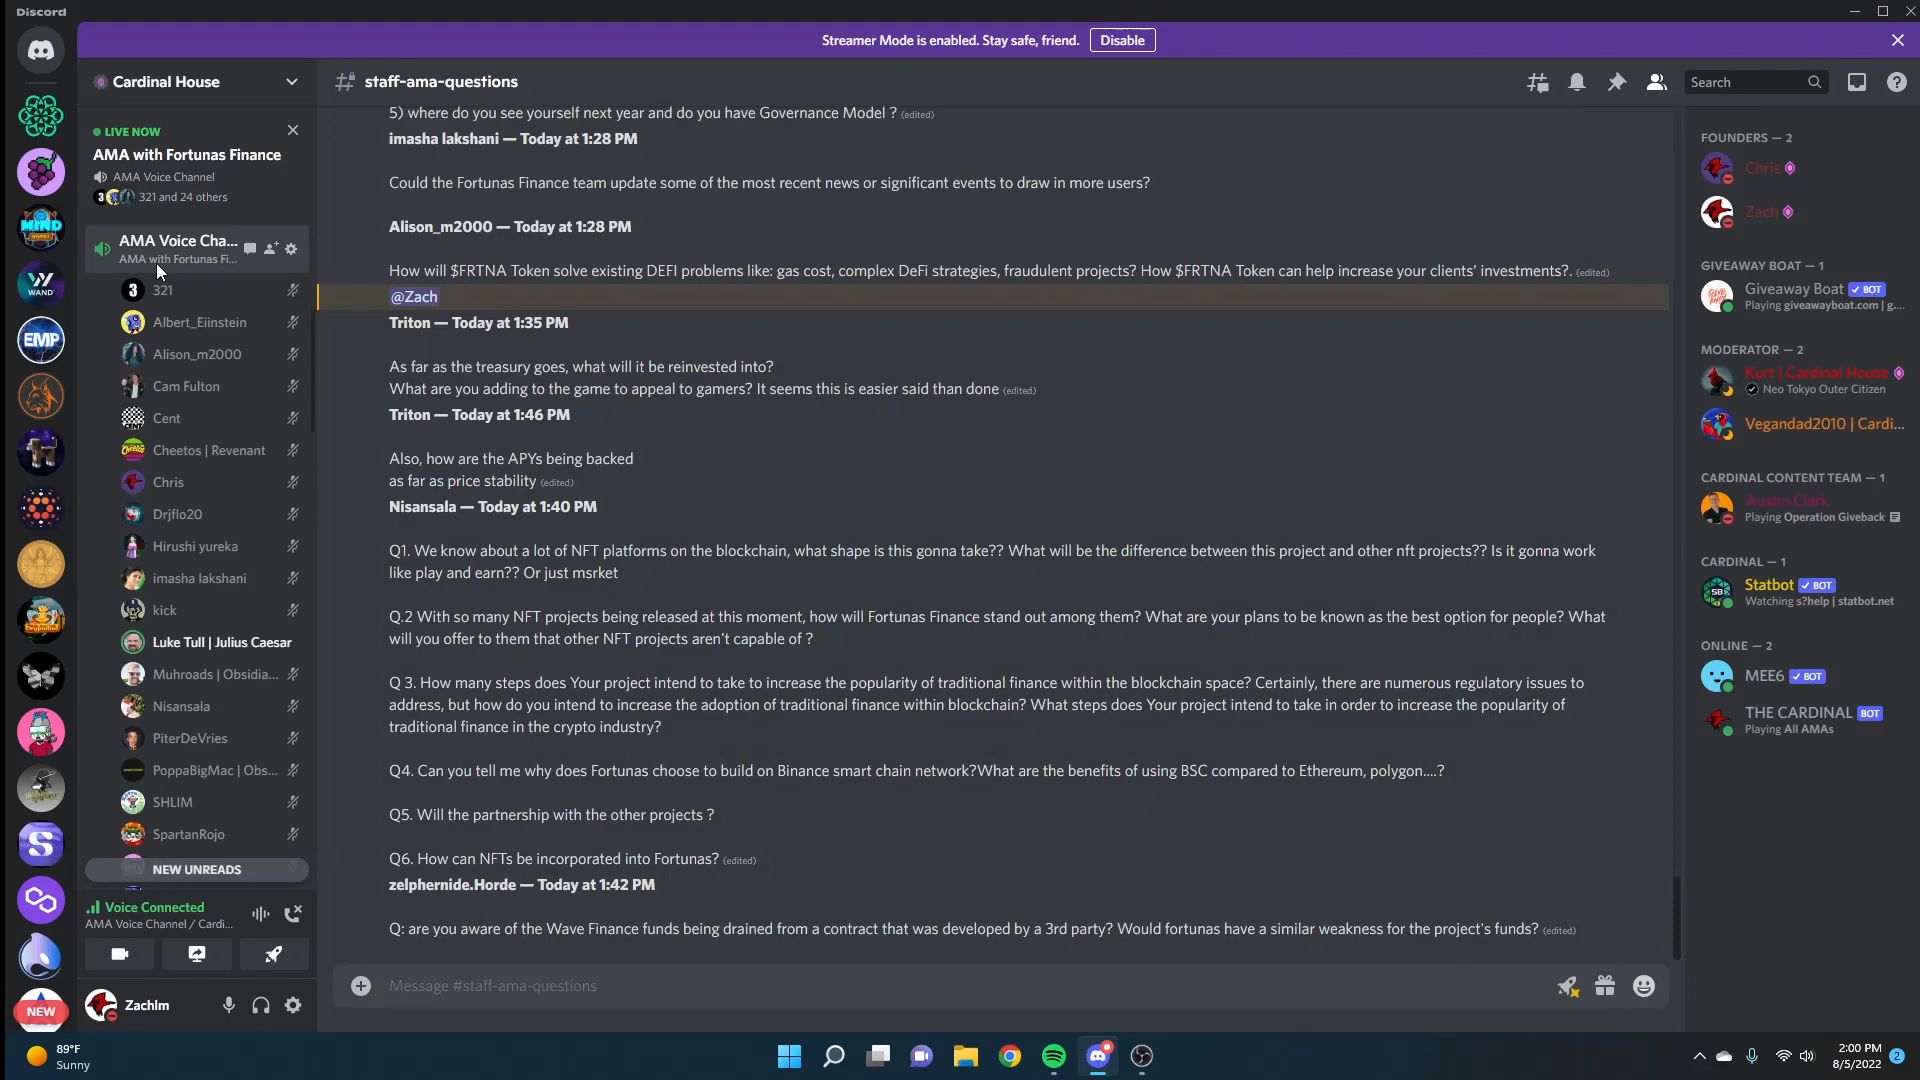 Discord
Streamer Mode is enabled. Stay safe, friend.
Disable
Cardinal House
staff-ama-questions
Search
LIVE NOW
AMA with Fortunas Finance
AMA Voice Channel
321 and 24 others
AMA Voice Cha...
AMA with Fortunas Fi...
3
321
Albert_Eiinstein
Alison_m2000
Cam Fulton
Cent
Cheetos | Revenant
Chris
Drjflo20
Hirushi yureka
imasha lakshani
kick
Luke Tull | Julius Caesar
Muhroads | Obsidia...
Nisansala
PiterDeVries
PoppaBigMac | Obs...
SHLIM
SpartanRojo
NEW UNREADS
Voice Connected
AMA Voice Channel / Cardi...
Zachlm
MIND
WAND
EMP
NEW
5) where do you see yourself next year and do you have Governance Model ? (edited)
imasha lakshani — Today at 1:28 PM
Could the Fortunas Finance team update some of the most recent news or significant events to draw in more users?
Alison_m2000 — Today at 1:28 PM
How will $FRTNA Token solve existing DEFI problems like: gas cost, complex DeFi strategies, fraudulent projects? How $FRTNA Token can help increase your clients' investments?. (edited)
@Zach
Triton — Today at 1:35 PM
As far as the treasury goes, what will it be reinvested into?
What are you adding to the game to appeal to gamers? It seems this is easier said than done (edited)
Triton — Today at 1:46 PM
Also, how are the APYs being backed
as far as price stability (edited)
Nisansala — Today at 1:40 PM
Q1. We know about a lot of NFT platforms on the blockchain, what shape is this gonna take?? What will be the difference between this project and other nft projects?? Is it gonna work
like play and earn?? Or just msrket
Q.2 With so many NFT projects being released at this moment, how will Fortunas Finance stand out among them? What are your plans to be known as the best option for people? What
will you offer to them that other NFT projects aren't capable of ?
Q 3. How many steps does Your project intend to take to increase the popularity of traditional finance within the blockchain space? Certainly, there are numerous regulatory issues to
address, but how do you intend to increase the adoption of traditional finance within blockchain? What steps does Your project intend to take in order to increase the popularity of
traditional finance in the crypto industry?
Q4. Can you tell me why does Fortunas choose to build on Binance smart chain network?What are the benefits of using BSC compared to Ethereum, polygon....?
Q5. Will the partnership with the other projects ?
Q6. How can NFTs be incorporated into Fortunas? (edited)
zelphernide.Horde — Today at 1:42 PM
Q: are you aware of the Wave Finance funds being drained from a contract that was developed by a 3rd party? Would fortunas have a similar weakness for the project's funds? (edited)
Message #staff-ama-questions
FOUNDERS — 2
Chris
Zach
GIVEAWAY BOAT — 1
Giveaway Boat BOT
Playing giveawayboat.com | g...
MODERATOR — 2
Kurt | Cardinal House
Neo Tokyo Outer Citizen
Vegandad2010 | Cardi...
CARDINAL CONTENT TEAM — 1
Austin Clark
Playing Operation Giveback
CARDINAL — 1
Statbot BOT
Watching s?help | statbot.net
ONLINE — 2
MEE6 BOT
THE CARDINAL BOT
Playing All AMAs
89°F
Sunny
2:00 PM
8/5/2022
2